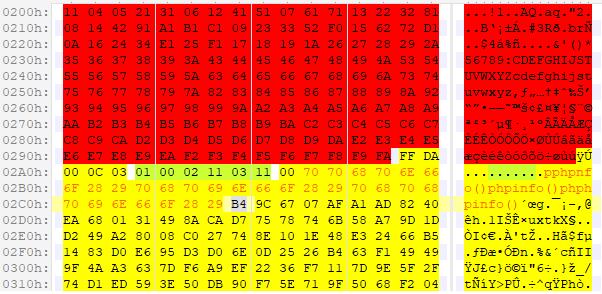 0200h: 11 04 05 21 31 06 12 41 51 07 61 71 13 22 32 81 ...!1..AQ.aq."2.
0210h: 08 14 42 91 A1 B1 C1 09 23 33 52 F0 15 62 72 D1 ..B‘¡±Á.#3Rð.brÑ
0220h: 0A 16 24 34 E1 25 F1 17 18 19 1A 26 27 28 29 2A ..$4á%ñ....&'()*
0230h: 35 36 37 38 39 3A 43 44 45 46 47 48 49 4A 53 54 56789:CDEFGHIJST
0240h: 55 56 57 58 59 5A 63 64 65 66 67 68 69 6A 73 74 UVWXYZcdefghijst
0250h: 75 76 77 78 79 7A 82 83 84 85 86 87 88 89 8A 92 uvwxyz‚ƒ„…†‡ˆ‰Š’
0260h: 93 94 95 96 97 98 99 9A A2 A3 A4 A5 A6 A7 A8 A9 “”•–—˜™š¢£¤¥¦§¨©
0270h: AA B2 B3 B4 B5 B6 B7 B8 B9 BA C2 C3 C4 C5 C6 C7 ª²³´µ¶·¸¹ºÂÃÄÅÆÇ
0280h: C8 C9 CA D2 D3 D4 D5 D6 D7 D8 D9 DA E2 E3 E4 E5 ÈÉÊÒÓÔÕÖ×ØÙÚâãäå
0290h: E6 E7 E8 E9 EA F2 F3 F4 F5 F6 F7 F8 F9 FA FF DA æçèéêòóôõö÷øùúÿÚ
02A0h: 00 0C 03 01 00 02 11 03 11 00 70 70 68 70 6E 66 ..........pphpnf
02B0h: 6F 28 29 70 68 70 69 6E 66 6F 28 29 70 68 70 68 o()phpinfo()phph
02C0h: 70 69 6E 66 6F 28 29 B4 9C 67 07 AF A1 AD 82 40 pinfo()´œg.¯¡-‚@
02D0h: EA 68 01 31 49 8A CA D7 75 78 74 6B 58 A7 9D 1D êh.1IŠÊ×uxtkX§..
02E0h: D2 49 A2 80 08 C0 27 74 8E 10 1E 48 E3 24 66 B5 ÒI¢€.À'tŽ..Hã$fµ
02F0h: 14 83 D0 E6 95 D3 D0 6E 0D 25 26 B4 63 F1 49 49 .ƒÐæ•ÓÐn.%&´cñII
0300h: 9F 4A A3 63 7D F6 A9 EF 22 36 F7 11 7D 9E 5F 2F ŸJ£c}ö©ï"6÷.}ž_/
0310h: 74 D1 ED 59 3E 50 DB 90 F7 5E 71 9F 50 68 F2 04 tÑíY>PÛ.÷^qŸPhò.